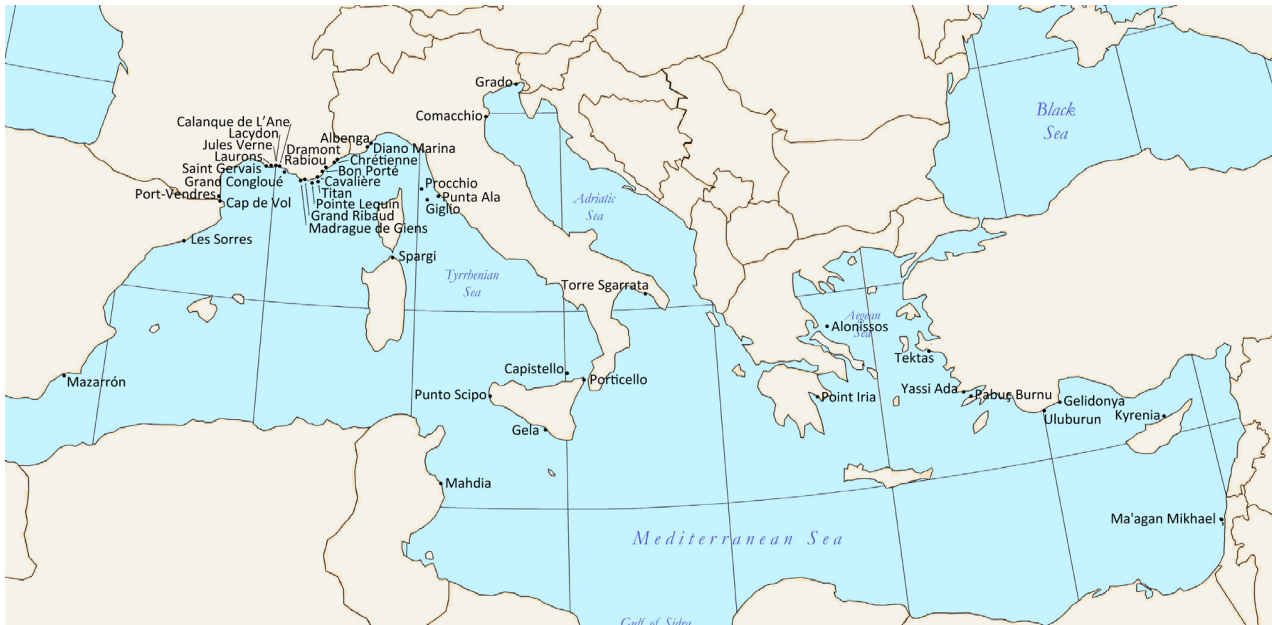 Grado
Comacchio
Black
Sea
Calanque de L'Ane
Lacydon
Jules Verne
Laurons
Saint Gervais
Grand Congloué
Port-Vendres
Cap de Vol
Les Sorres
Mazarrón
Albenga
Diano Marina
Dramont
Rabiou
Chrétienne
Bon Porté
Cavalière
Titan
Pointe Lequin
Grand Ribaud
Madrague de Giens
Procchio
Punta Ala
Giglio
Spargi
Adriatic
Sea
Tyrrhenian
Sea
Torre Sgarrata
Aegean
Sea
Alonissos
Tektas
Capistello
Porticello
Punto Scipo
Gela
Point Iria
Yassi Ada
Pabuç Burnu
Gelidonya
Uluburun
Kyrenia
Mahdia
Ma'agan Mikhael
Mediterranean Sea
Gulf of Sidra